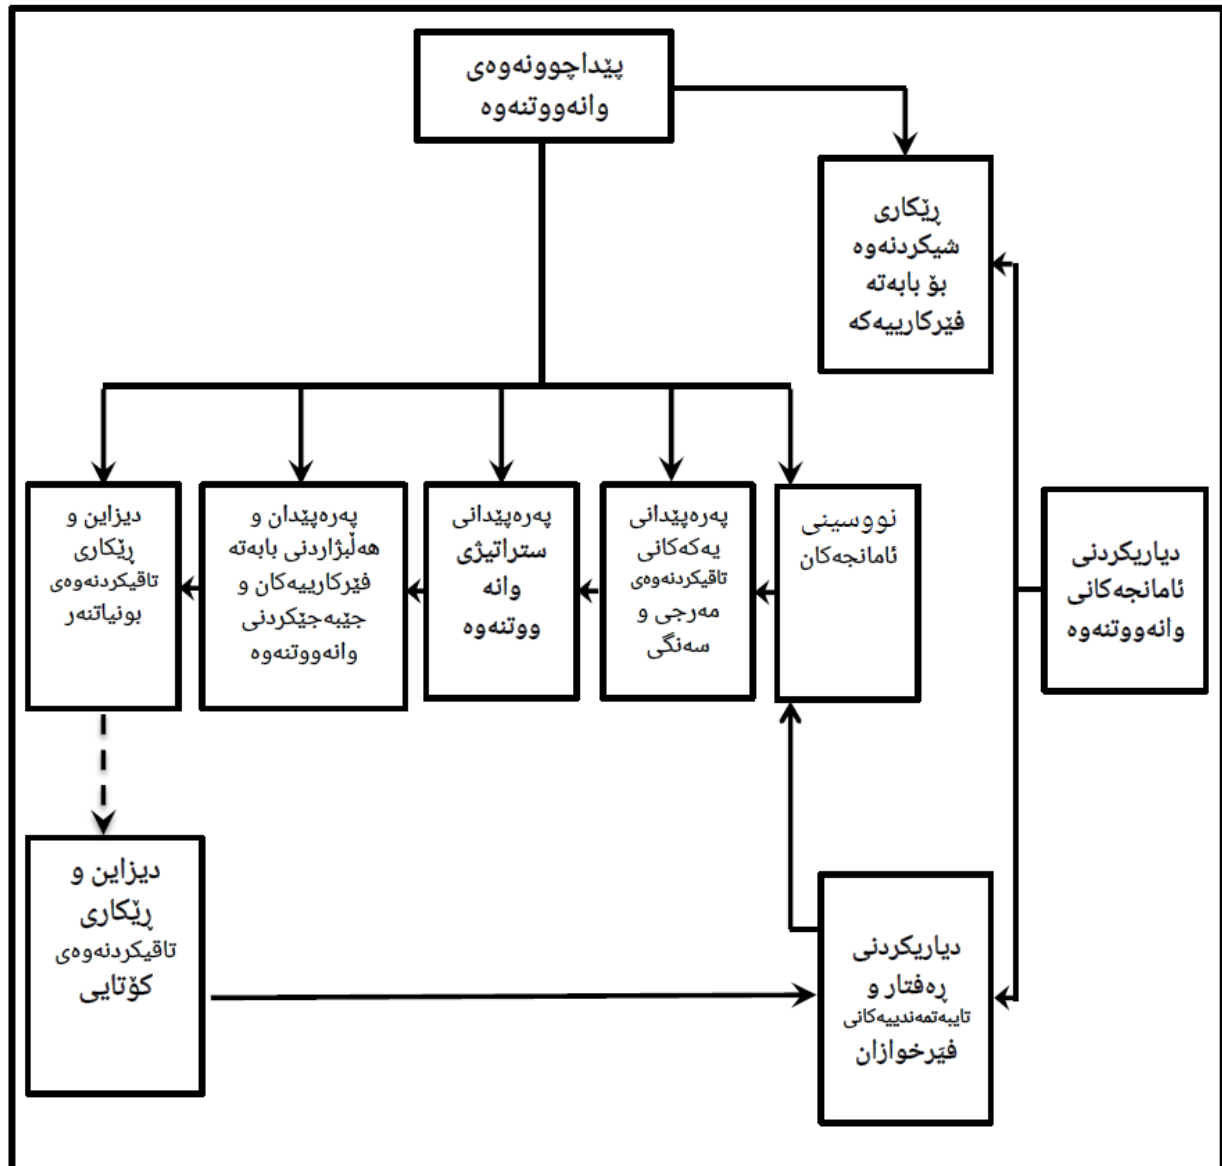 پێداچوونەوەی
وانەووتنەوە
ڕێکاری
شیکردنەوە
بۆ بابەتە
فێرکارییەکە
دیاریکردنی
ئامانجەکانی
وانەووتنەوە
نووسینی
ئامانجەکان
پەرەپێدانی
یەکەکانی
تاقیکردنەوەی
مەرجی و
سەنگی
پەرەپێدانی
ستراتیژی
وانە
ووتنەوە
پەرەپێدان و
هەڵبژاردنی بابەتە
فێرکارییەکان و
جێبەجێکردنی
وانەووتنەوە
دیزاین و
ڕێکاری
تاقیکردنەوەی
بونیاتنەر
دیزاین و
ڕێکاری
تاقیکردنەوەی
کۆتایی
دیاریکردنی
ڕەفتار و
تایبەتمەندییەکانی
فێرخوازان